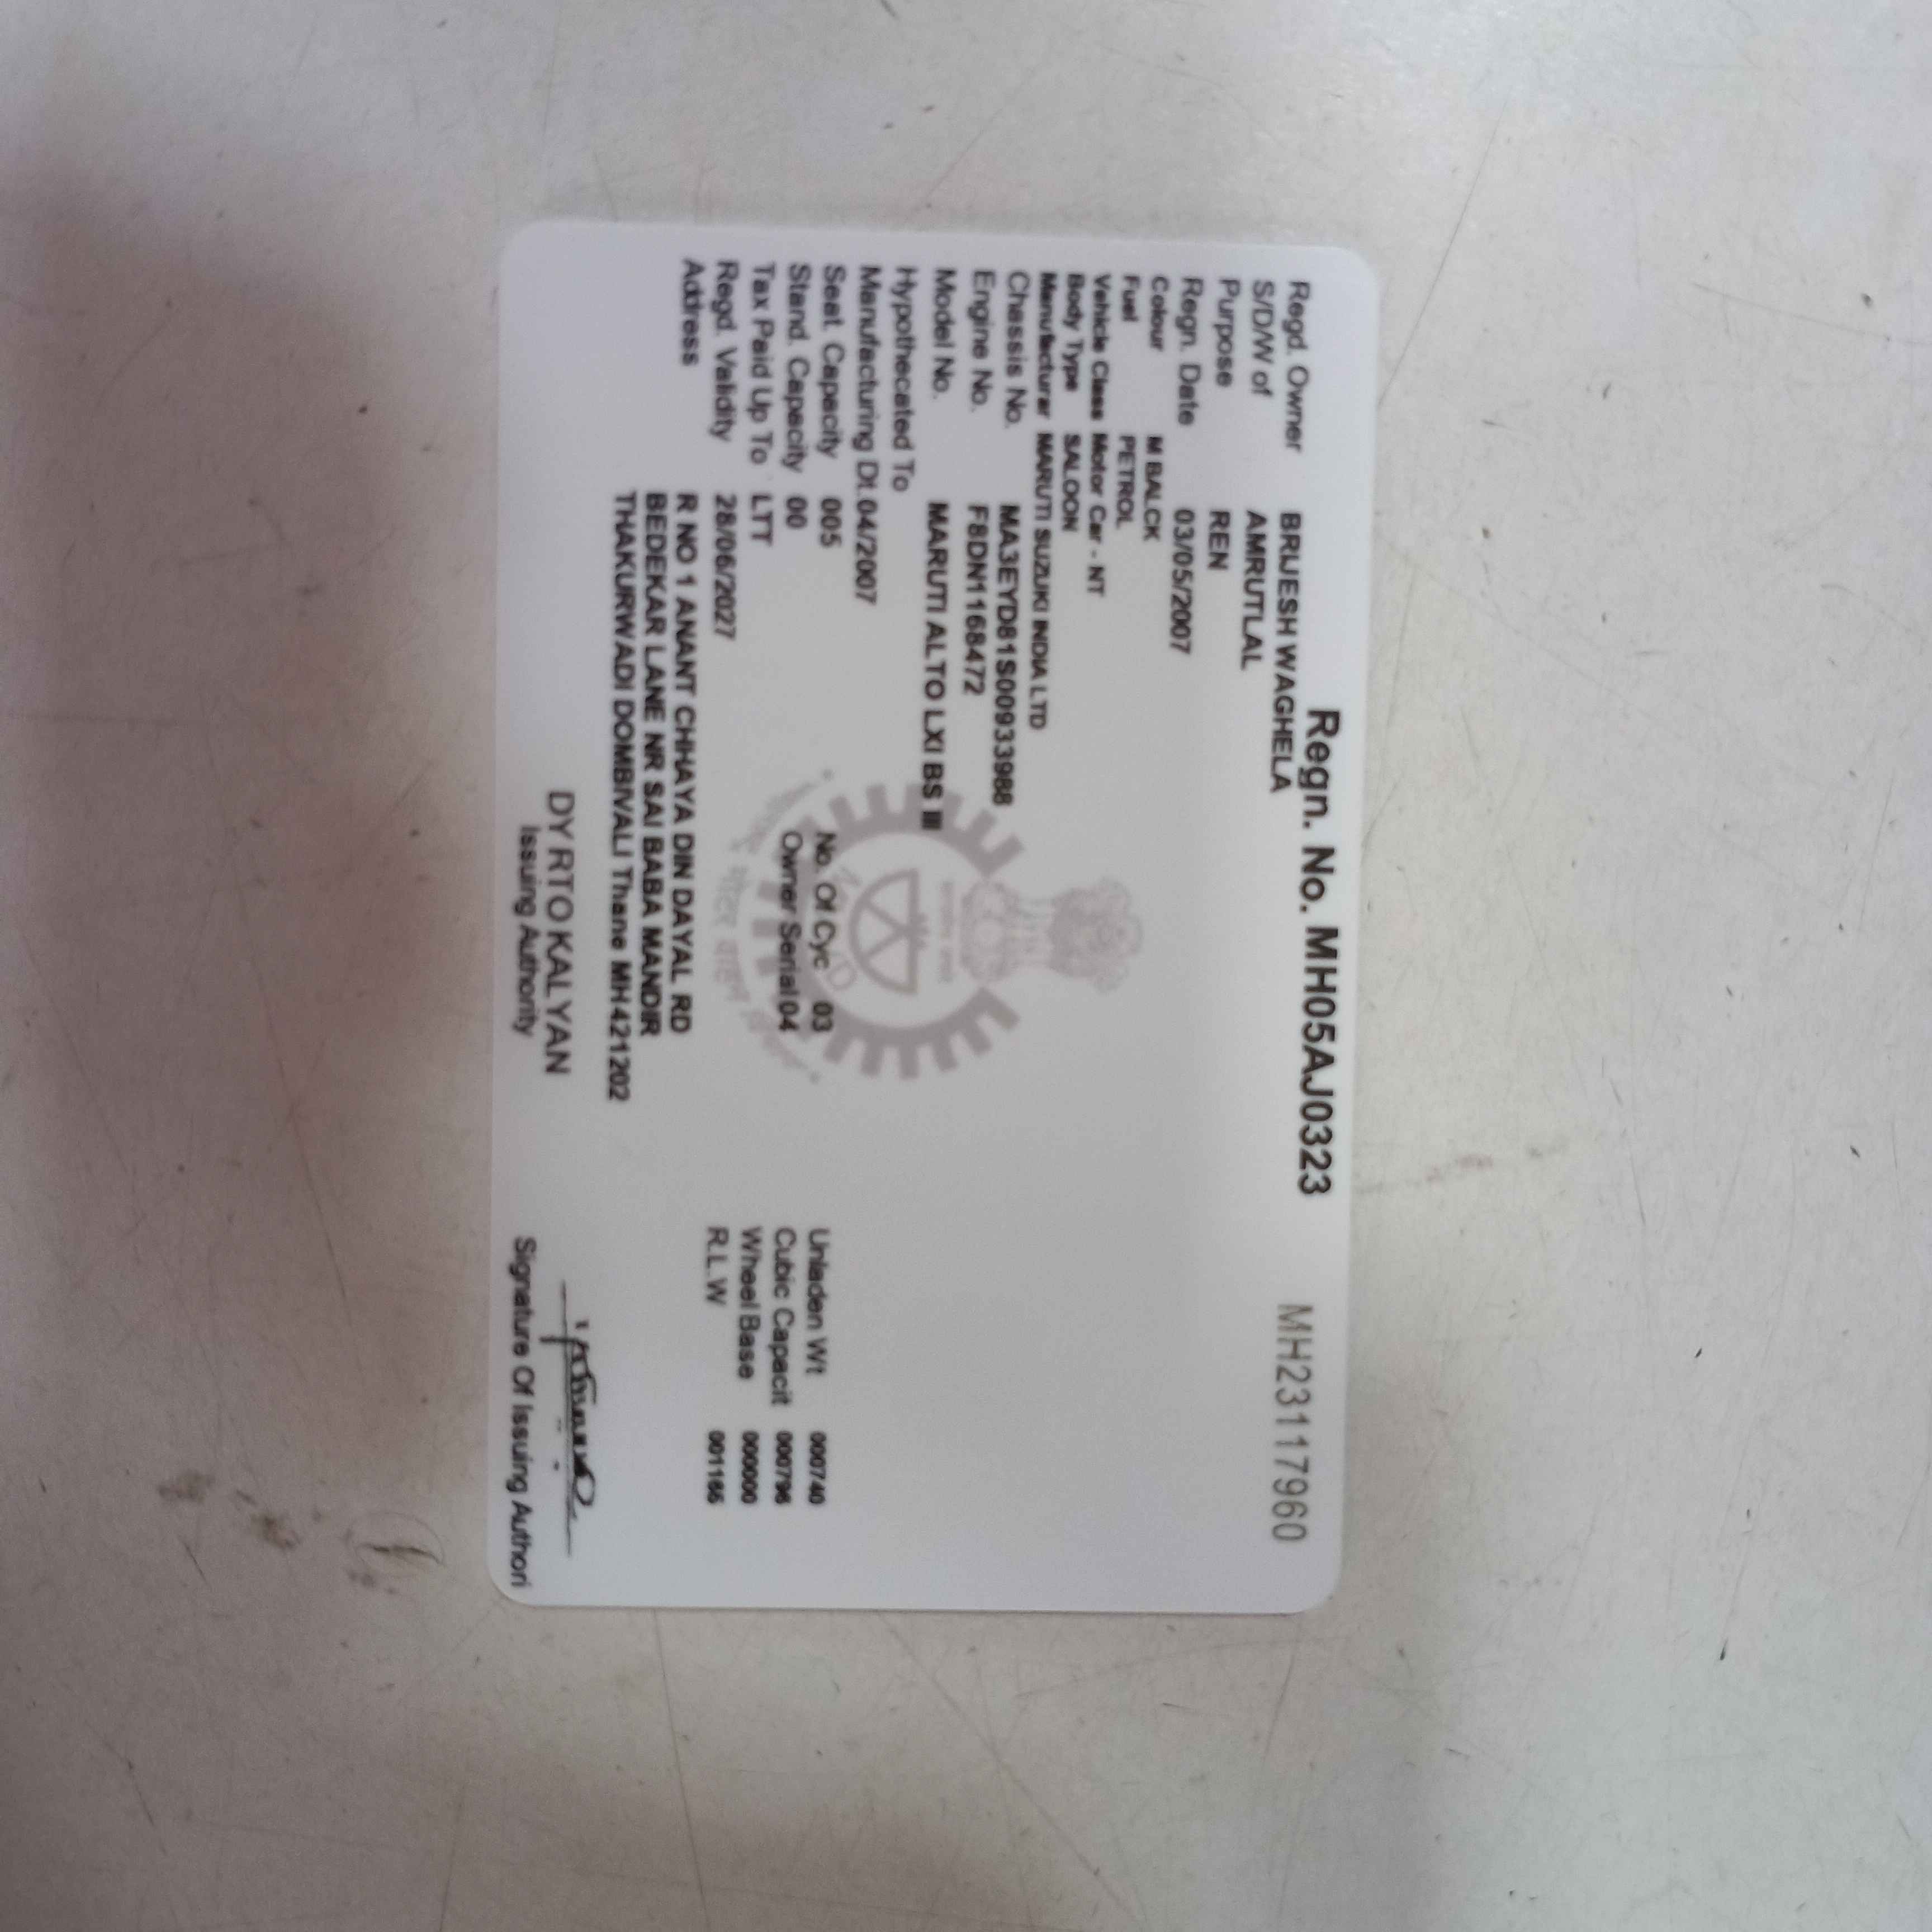 Regn. No. MH05AJ0323
MH23117960
Regd. Owner BRIJESH WAGHELA
S/D/W of AMRUTLAL
Purpose REN
Regn. Date 03/05/2007
Colour M BALCK
Fuel PETROL
Vehicle Class Motor Car - NT
Body Type SALOON
Manufacturar MARUTI SUZUKI INDIA LTD
Chassis No. MA3EYD81S00933988
Engine No. F8DN1168472
Model No. MARUTI ALTO LXI BS III
Hypothecated To
Manufacturing Dt. 04/2007
Seat. Capacity 005 No. Of Cyc 03 Unladen Wt 000740
Stand. Capacity 00 Owner Serial 04 Cubic Capacit 000796
Tax Paid Up To LTT Wheel Base 000000
Regd. Validity 28/06/2027 R.L.W 001165
मोटर वाहन
Address R NO 1 ANANT CHHAYA DIN DAYAL RD
BEDEKAR LANE NR SAI BABA MANDIR
THAKURWADI DOMBIVALI Thane MH421202
DY RTO KALYAN
Issuing Authority
Signature Of Issuing Authori